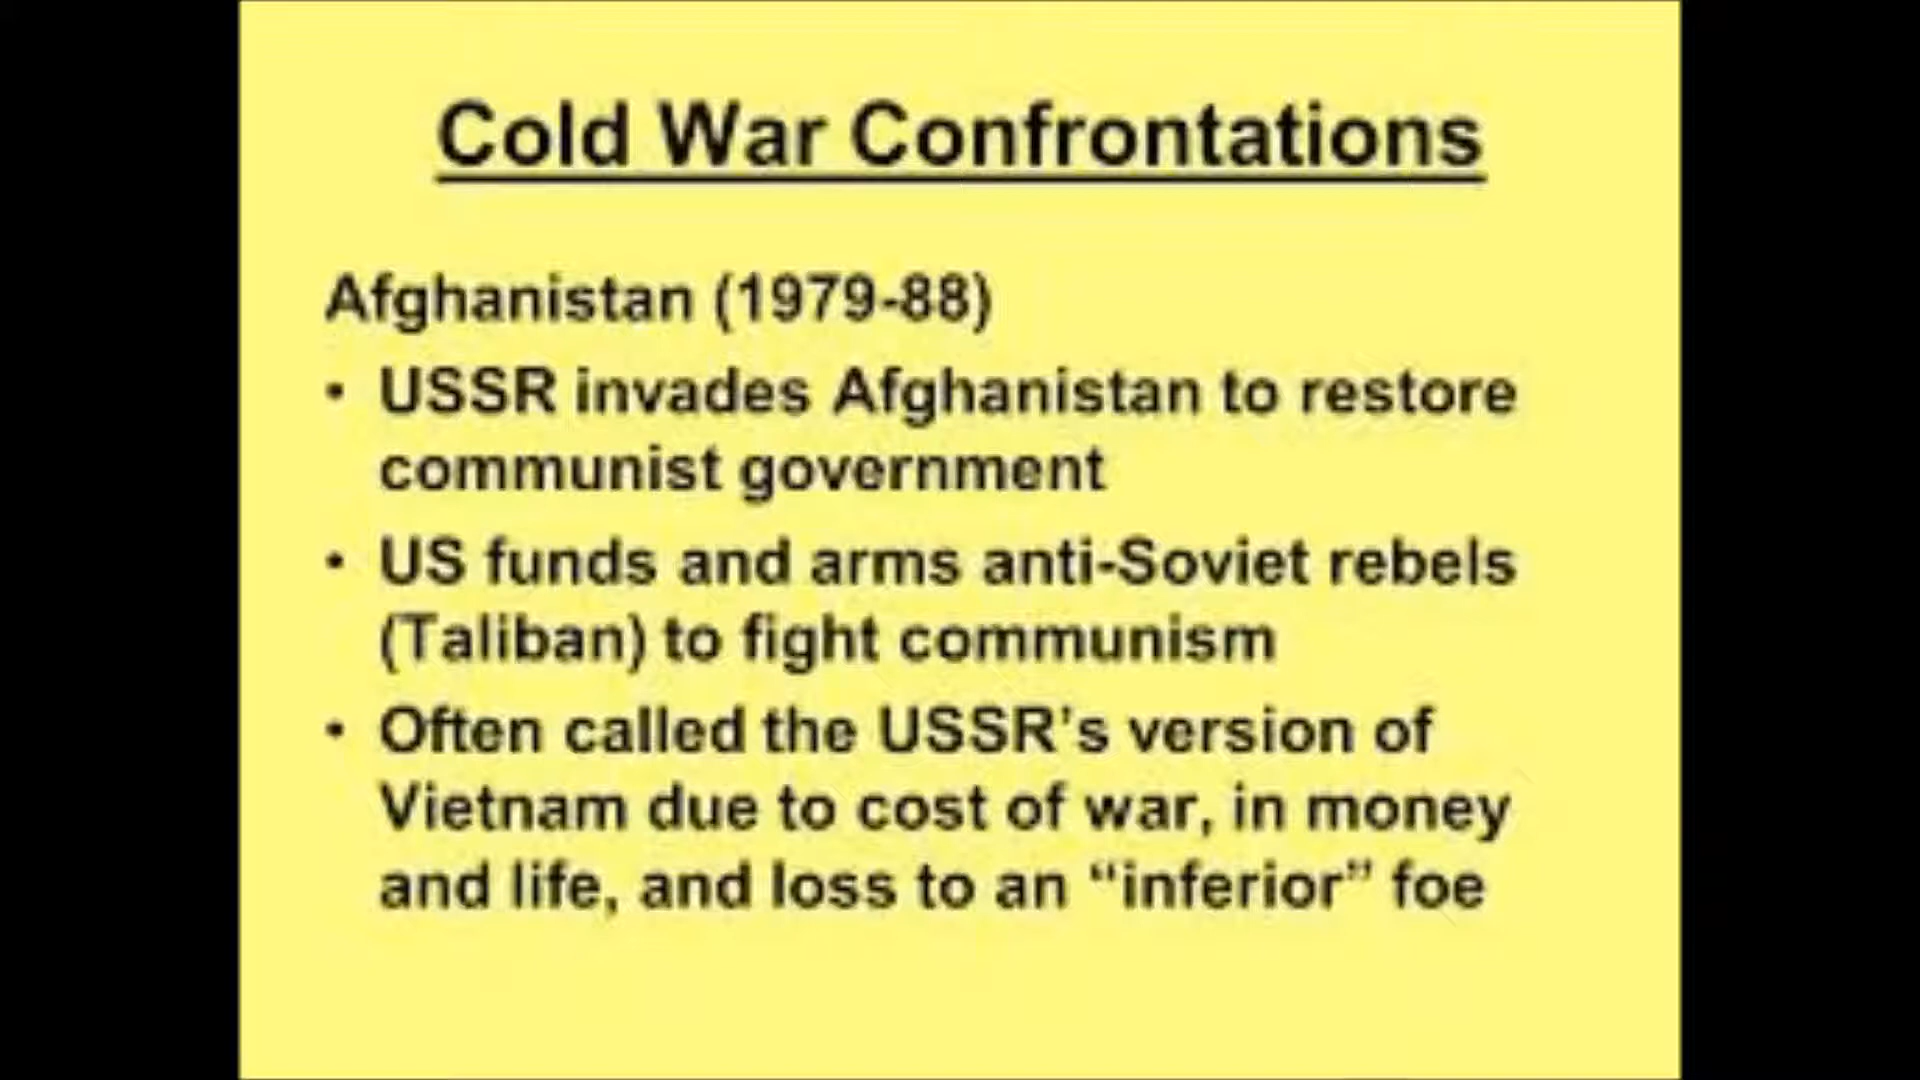 Cold War Confrontations
Afghanistan (1979-88)
• USSR invades Afghanistan to restore
communist government
• US funds and arms anti-Soviet rebels
(Taliban) to fight communism
• Often called the USSR's version of
Vietnam due to cost of war, in money
and life, and loss to an “inferior” foe